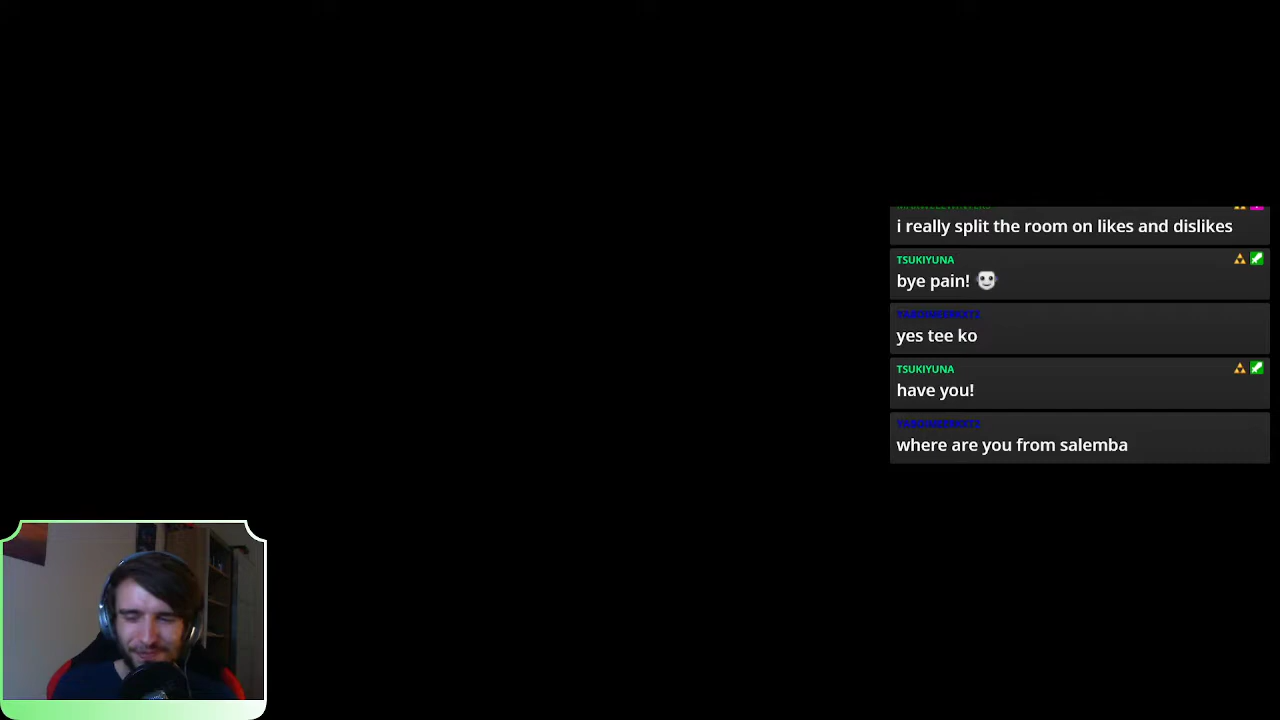 i really split the room on likes and dislikes
TSUKIYUNA
bye pain!
yes tee ko
TSUKIYUNA
have you!
where are you from salemba